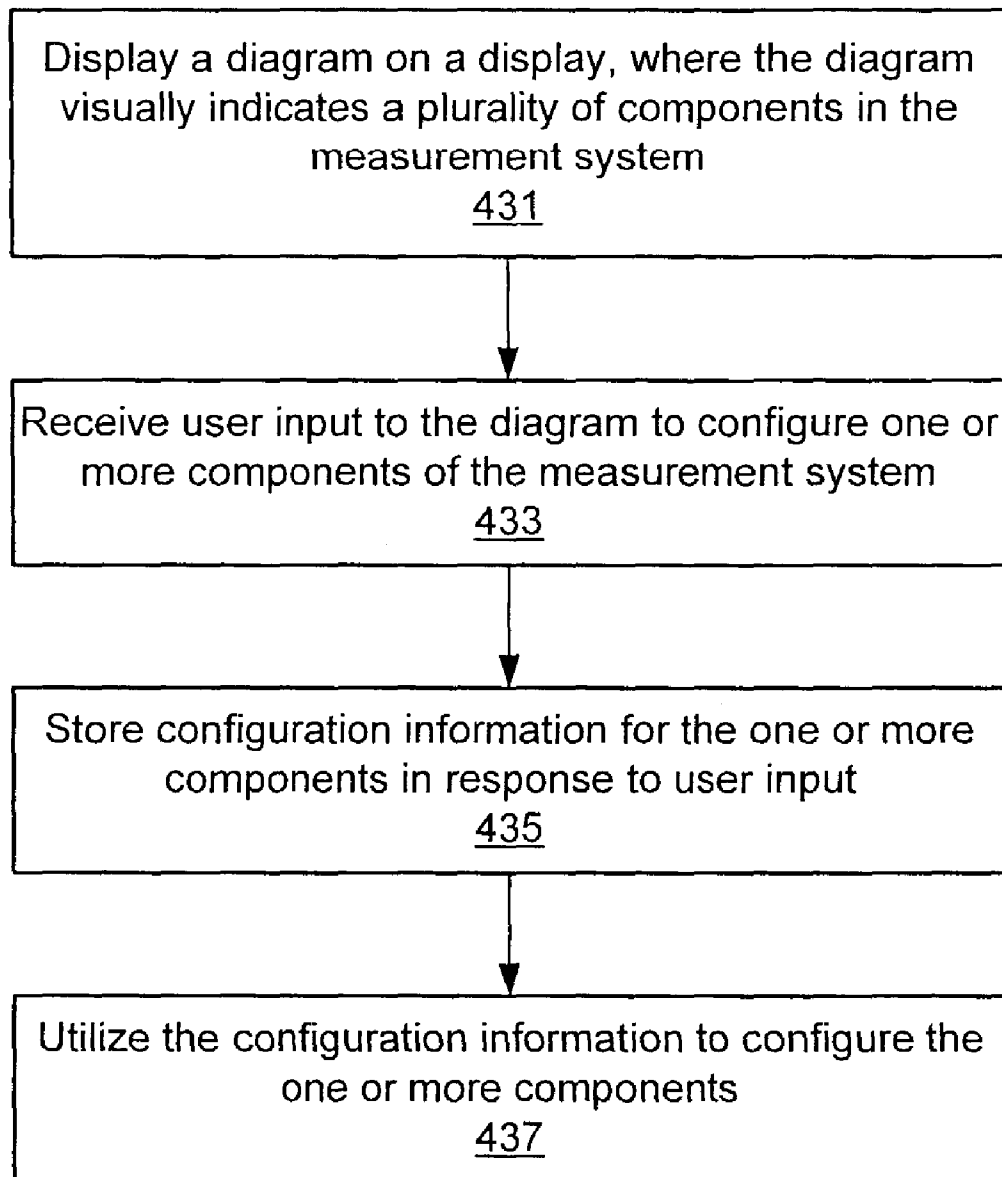 Display a diagram on a display, where the diagram
visually indicates a plurality of components in the
measurement system
431
Receive user input to the diagram to configure one or
more components of the measurement system
433
Store configuration information for the one or more
components in response to user input
435
Utilize the configuration information to configure the
one or more components
437